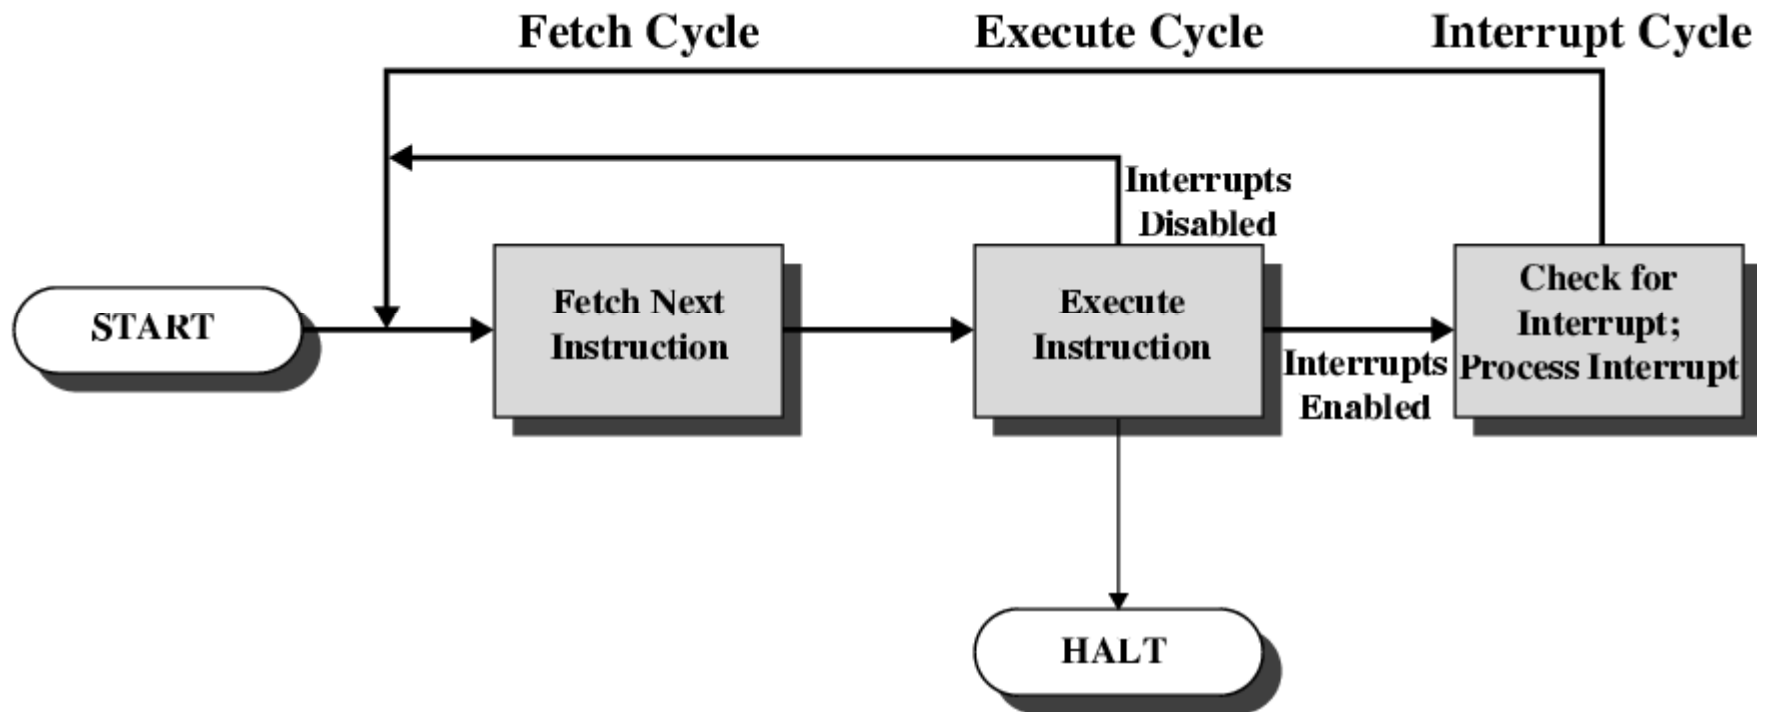 Fetch Cycle
Execute Cycle
Interrupt Cycle
Interrupts
Disabled
START
Fetch Next
Instruction
Execute
Instruction
Interrupts
Enabled
Check for
Interrupt;
Process Interrupt
HALT